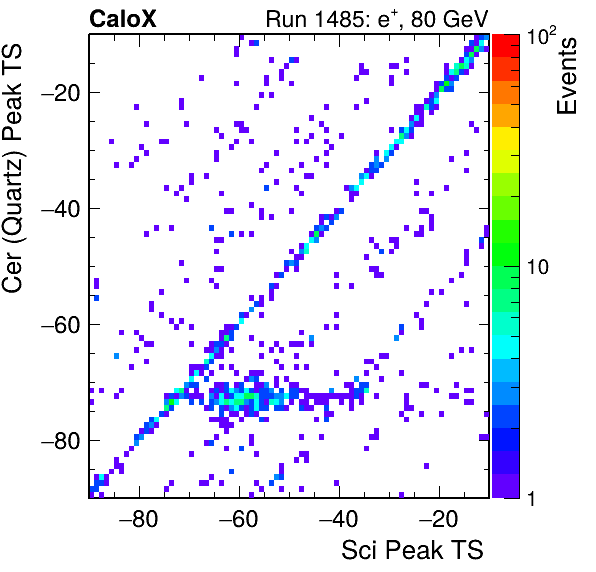 CaloX Run 1485: e⁺, 80 GeV
Cer (Quartz) Peak TS
−20
−40
−60
−80
−80 −60 −40 −20
Sci Peak TS
10²
10
1
Events